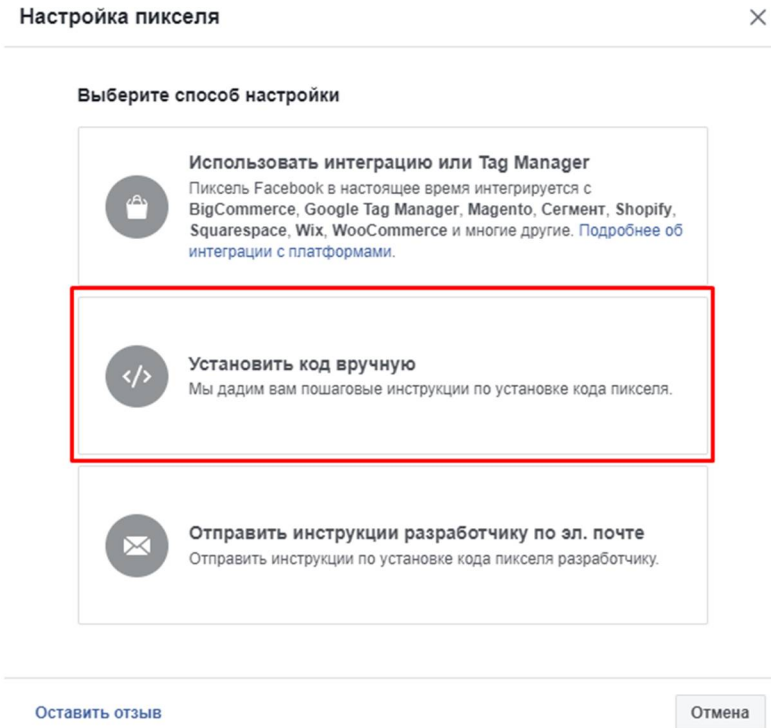 Настройка пикселя
Выберите способ настройки
Использовать интеграцию или Tag Manager
Пиксель Facebook в настоящее время интегрируется с
BigCommerce, Google Tag Manager, Magento, Сегмент, Shopify,
Squarespace, Wix, WooCommerce и многие другие. Подробнее об
интеграции с платформами.
Установить код вручную
Мы дадим вам пошаговые инструкции по установке кода пикселя.
Отправить инструкции разработчику по эл. почте
Отправить инструкции по установке кода пикселя разработчику.
Оставить отзыв
Отмена